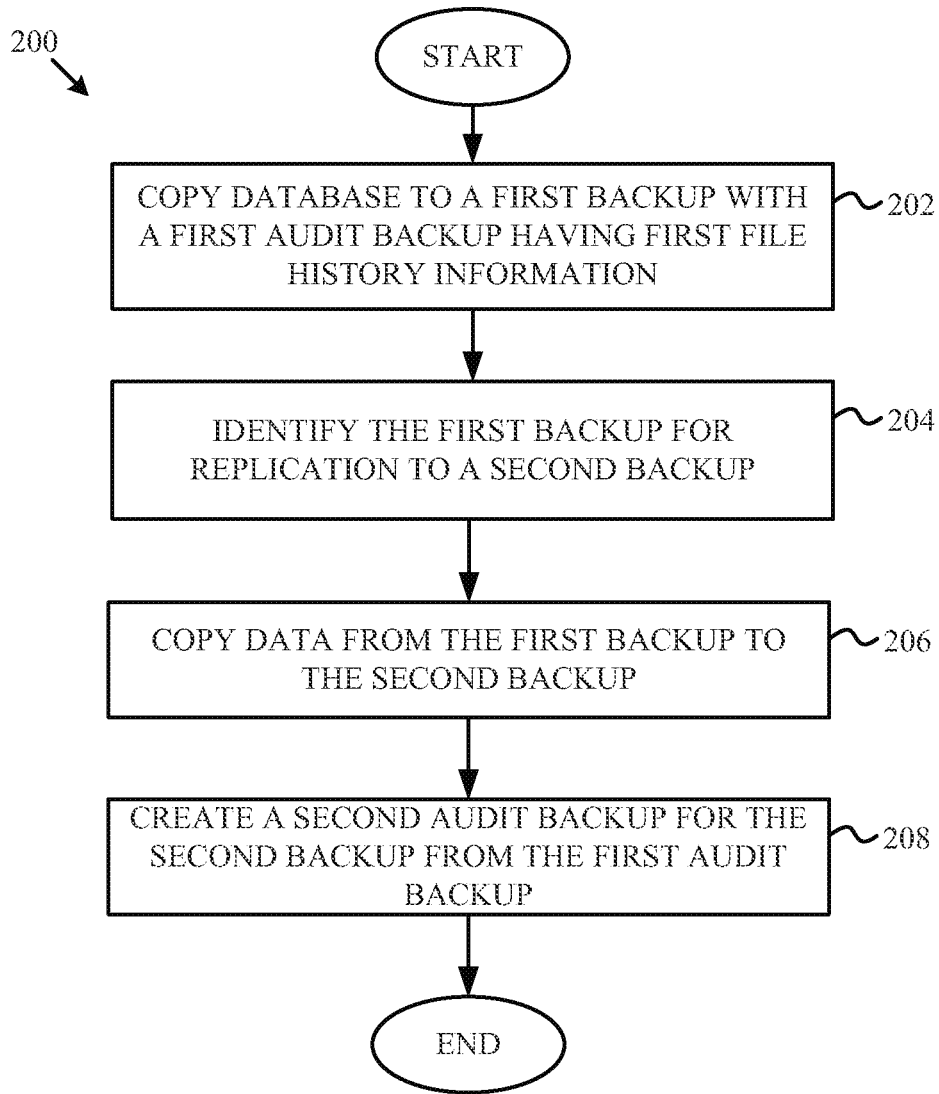 200
START
COPY DATABASE TO A FIRST BACKUP WITH
A FIRST AUDIT BACKUP HAVING FIRST FILE
HISTORY INFORMATION
202
IDENTIFY THE FIRST BACKUP FOR
REPLICATION TO A SECOND BACKUP
204
COPY DATA FROM THE FIRST BACKUP TO
THE SECOND BACKUP
206
CREATE A SECOND AUDIT BACKUP FOR THE
SECOND BACKUP FROM THE FIRST AUDIT
BACKUP
208
END